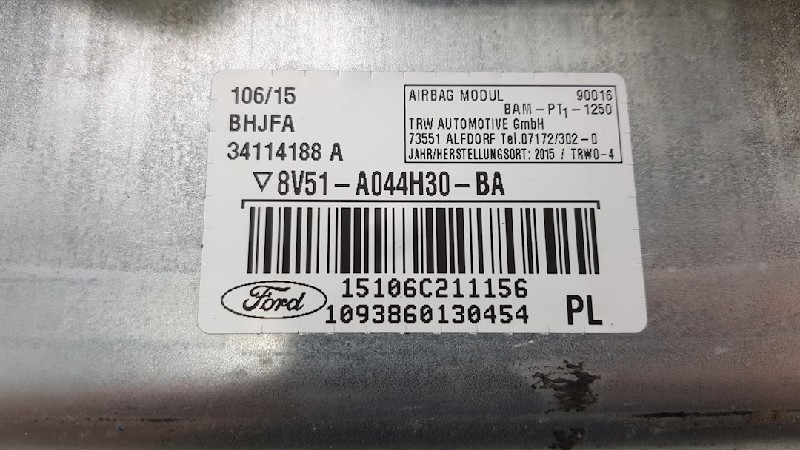 106/15
BHJFA
34114188 A
AIRBAG MODUL 90016
BAM-PT1-1250
TRW AUTOMOTIVE GmbH
73551 ALFDORF Tel.07172/302-0
JAHR/HERSTELLUNGSORT: 2015 / TRWO-4
▽8V51-A044H30-BA
15106C211156
Ford
1093860130454 PL